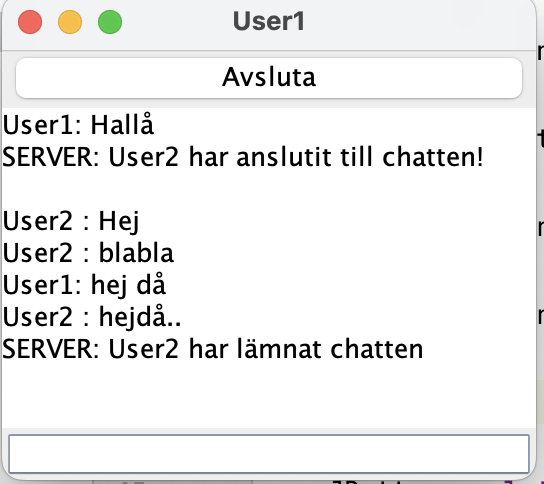 User1
Avsluta
User1: Hallå
SERVER: User2 har anslutit till chatten!
User2 : Hej
User2 : blabla
User1: hej då
User2 : hejdå..
SERVER: User2 har lämnat chatten